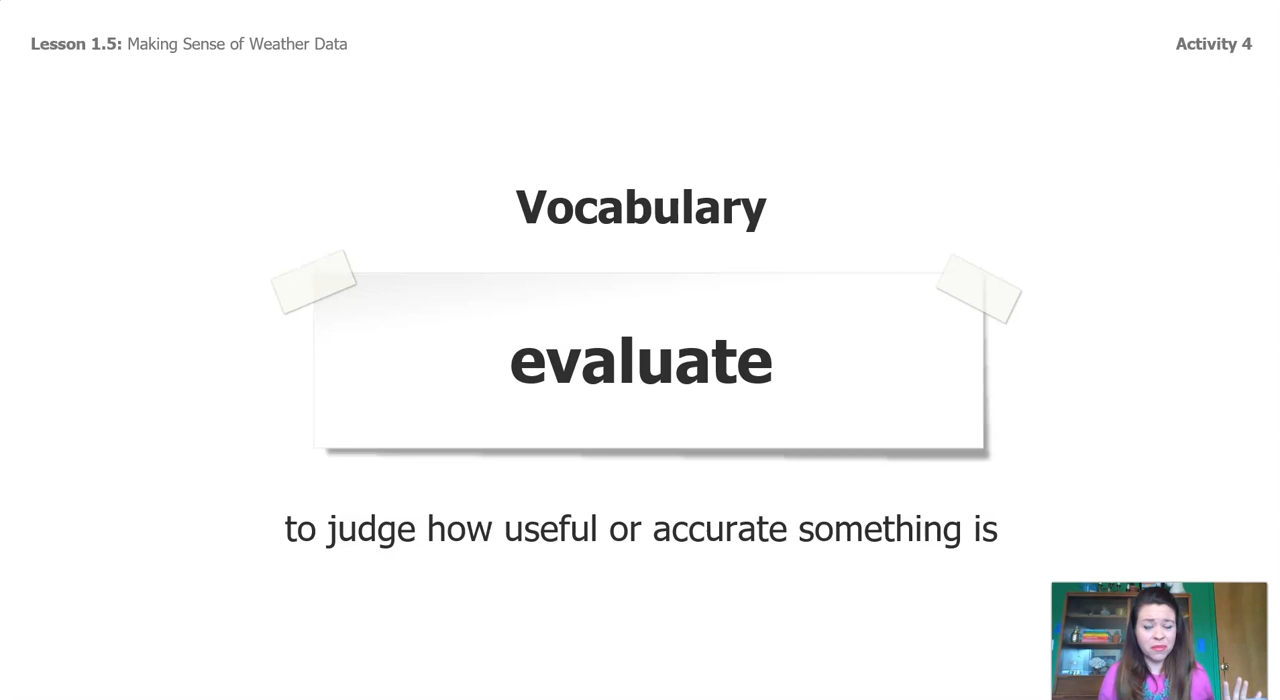 Lesson 1.5: Making Sense of Weather Data
Activity 4
Vocabulary
evaluate
to judge how useful or accurate something is